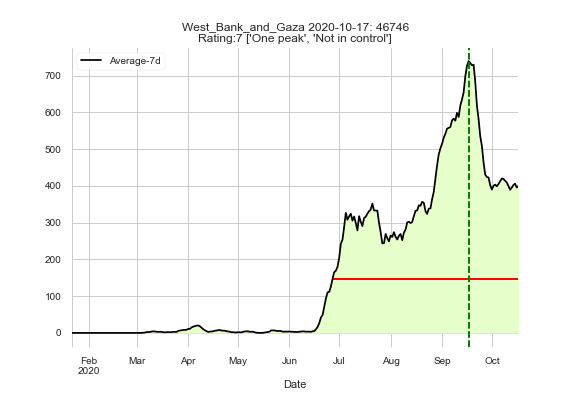 West_Bank_and_Gaza 2020-10-17: 46746
Rating:7 ['One peak', 'Not in control']
Average-7d
700
600
500
400
300
200
100
0
Feb Mar Apr May Jun Jul Aug Sep Oct
2020
Date